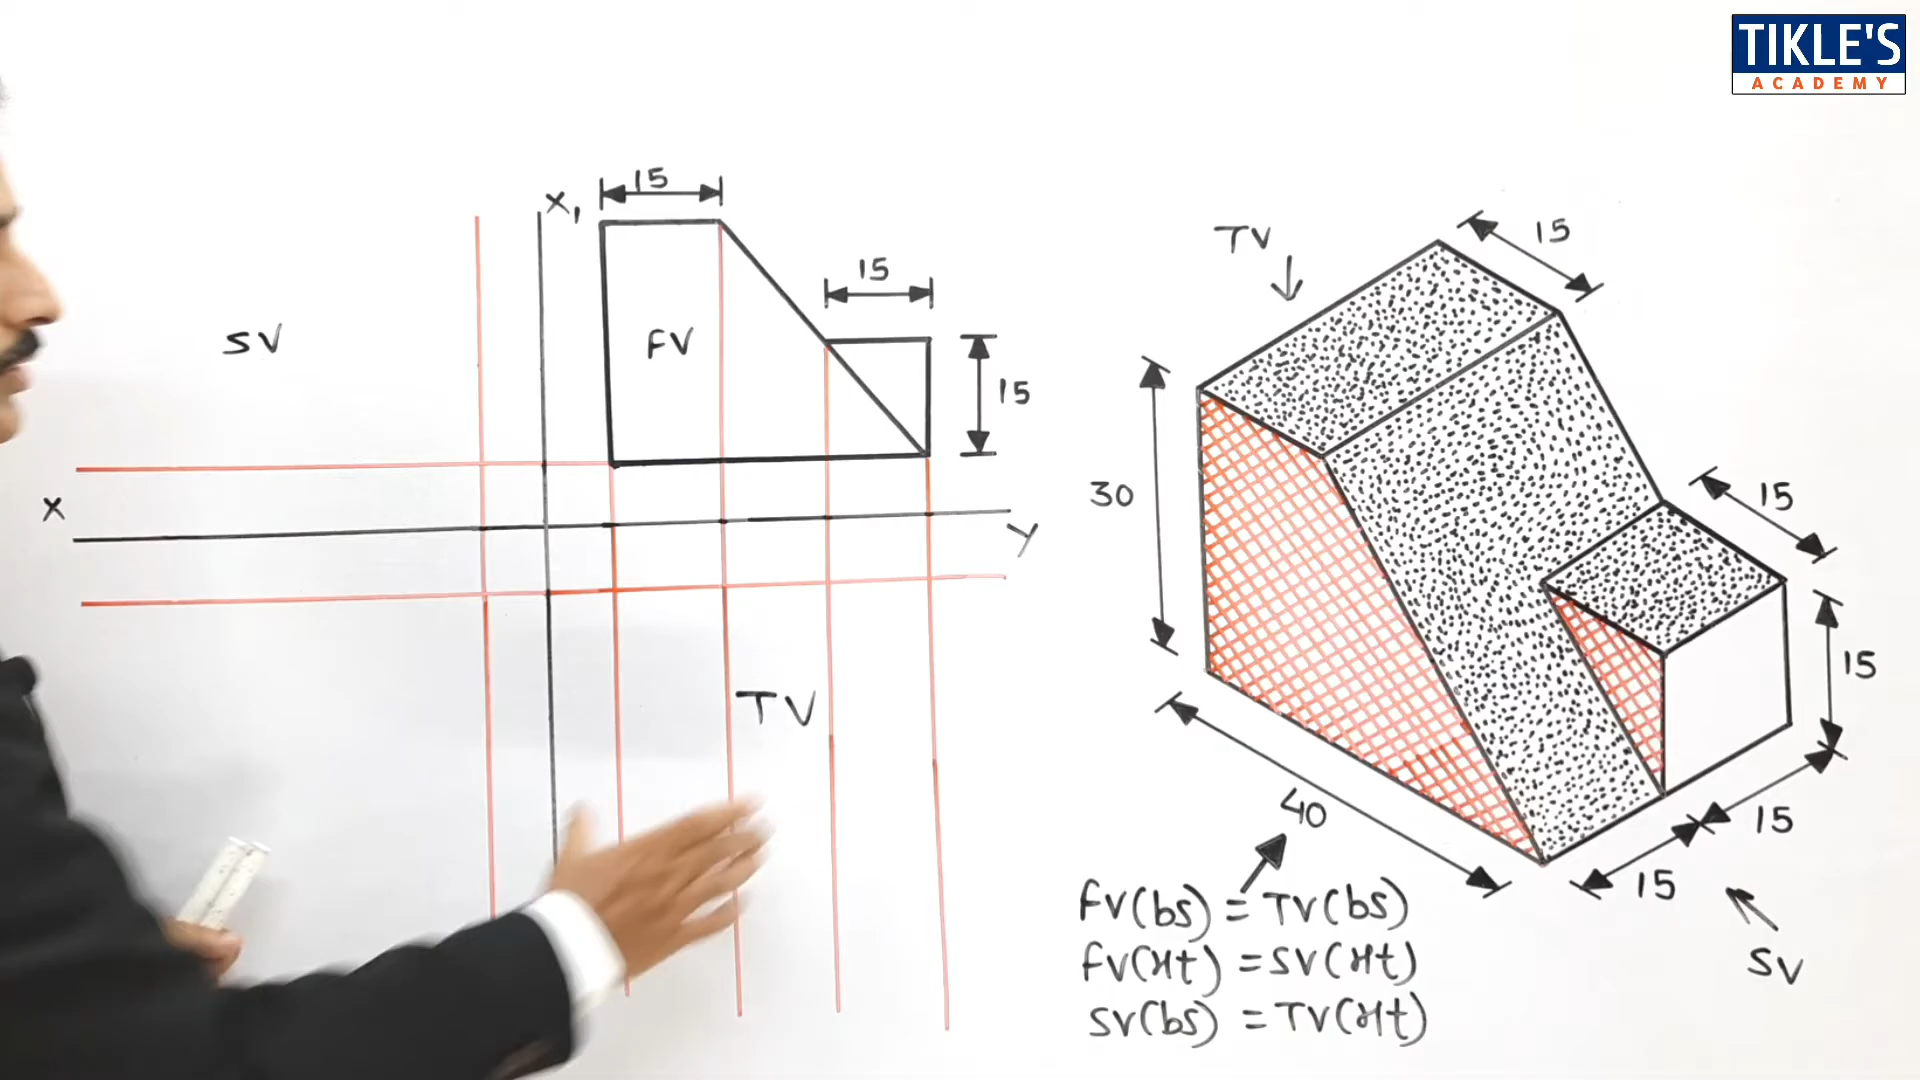 TIKLE'S
ACADEMY
X₁
15
15
15
FV
SV
X
Y
TV
TV
15
15
15
30
40
15
15
SV
FV(bs) = TV(bs)
FV(Ht) = SV(Ht)
SV(bs) = TV(Ht)